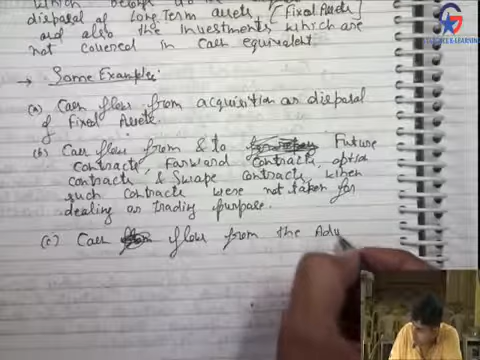 which belongs to the
disposal of long Term assets [Fixed Assets]
and also the investments which are
not covered in cash equivalent.
→ Some Examples
(a) Cash flow from acquisition or disposal
of Fixed Assets.
(b) Cash flow from & to Future
contracts, Forward contracts, option
contracts & Swaps contracts, when
such contracts were not taken for
dealing or trading purpose.
(c) Cash flow from the Adv